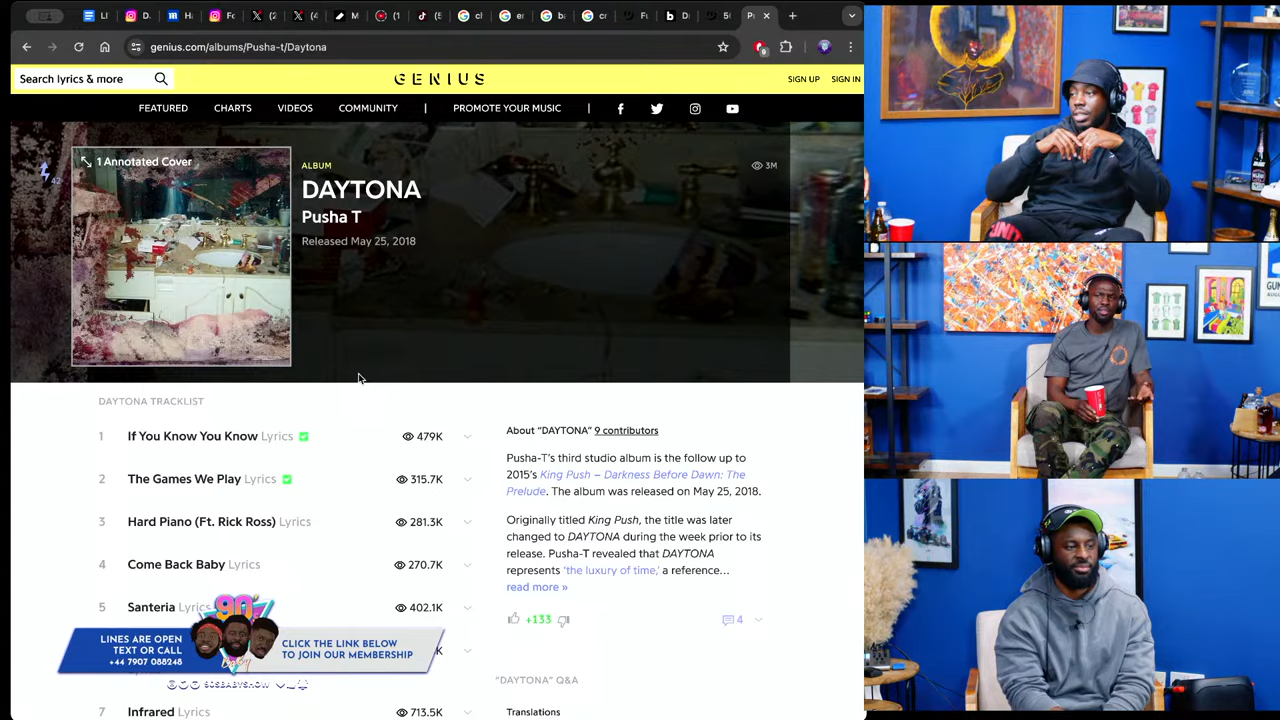 genius.com/albums/Pusha-t/Daytona
Search lyrics & more
GENIUS
SIGN UP
SIGN IN
FEATURED
CHARTS
VIDEOS
COMMUNITY
PROMOTE YOUR MUSIC
1 Annotated Cover
ALBUM
3M
DAYTONA
Pusha T
Released May 25, 2018
DAYTONA TRACKLIST
1 If You Know You Know Lyrics 479K
2 The Games We Play Lyrics 315.7K
3 Hard Piano (Ft. Rick Ross) Lyrics 281.3K
4 Come Back Baby Lyrics 270.7K
5 Santeria Lyrics 402.1K
K
7 Infrared Lyrics 713.5K
About “DAYTONA” 9 contributors
Pusha-T’s third studio album is the follow up to
2015’s King Push – Darkness Before Dawn: The
Prelude. The album was released on May 25, 2018.
Originally titled King Push, the title was later
changed to DAYTONA during the week prior to its
release. Pusha-T revealed that DAYTONA
represents ‘the luxury of time,’ a reference...
read more »
+133
4
“DAYTONA” Q&A
Translations
90
LINES ARE OPEN
TEXT OR CALL
+44 7907 088248
CLICK THE LINK BELOW
TO JOIN OUR MEMBERSHIP
90SBABYSHOW